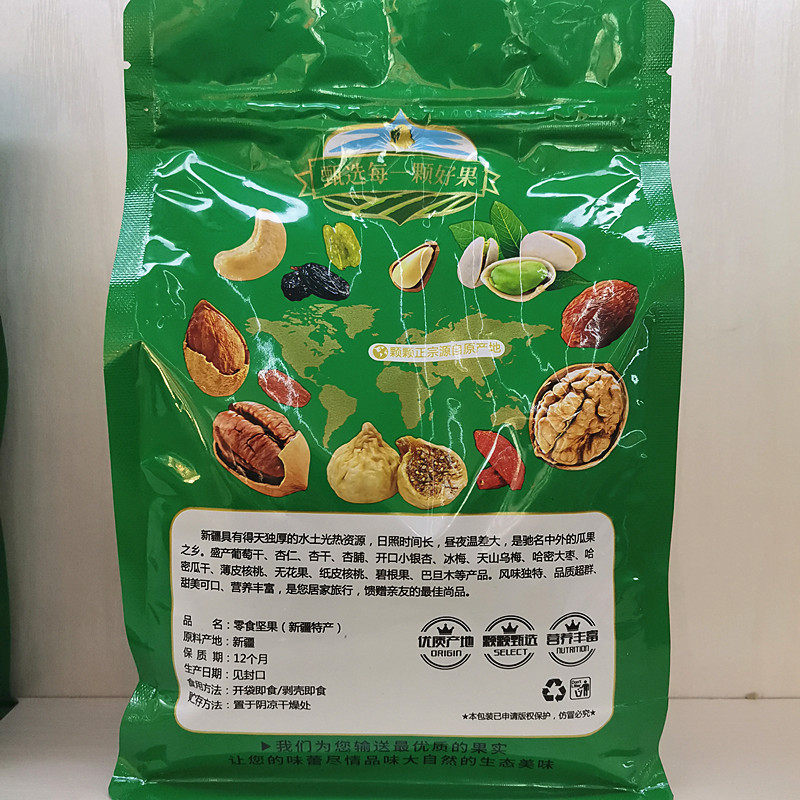 甄选每一颗好果
颗颗正宗源自原产地
新疆具有得天独厚的水土光热资源，日照时间长，昼夜温差大，是驰名中外的瓜果
之乡。盛产葡萄干、杏仁、杏干、杏脯、开口小银杏、冰梅、天山乌梅、哈密大枣、哈
密瓜干、薄皮核桃、无花果、纸皮核桃、碧根果、巴旦木等产品。风味独特、品质超群、
甜美可口、营养丰富，是您居家旅行，馈赠亲友的最佳尚品。
品 名：零食坚果（新疆特产）
原料产地：新疆
保 质 期：12个月
生产日期：见封口
食用方法：开袋即食/剥壳即食
贮存方法：置于阴凉干燥处
优质产地 颗颗甄选 营养丰富
ORIGIN SELECT NUTRITION
★本包装已申请版权保护，仿冒必究★
▶我们为您输送最优质的果实
让您的味蕾尽情品味大自然的生态美味